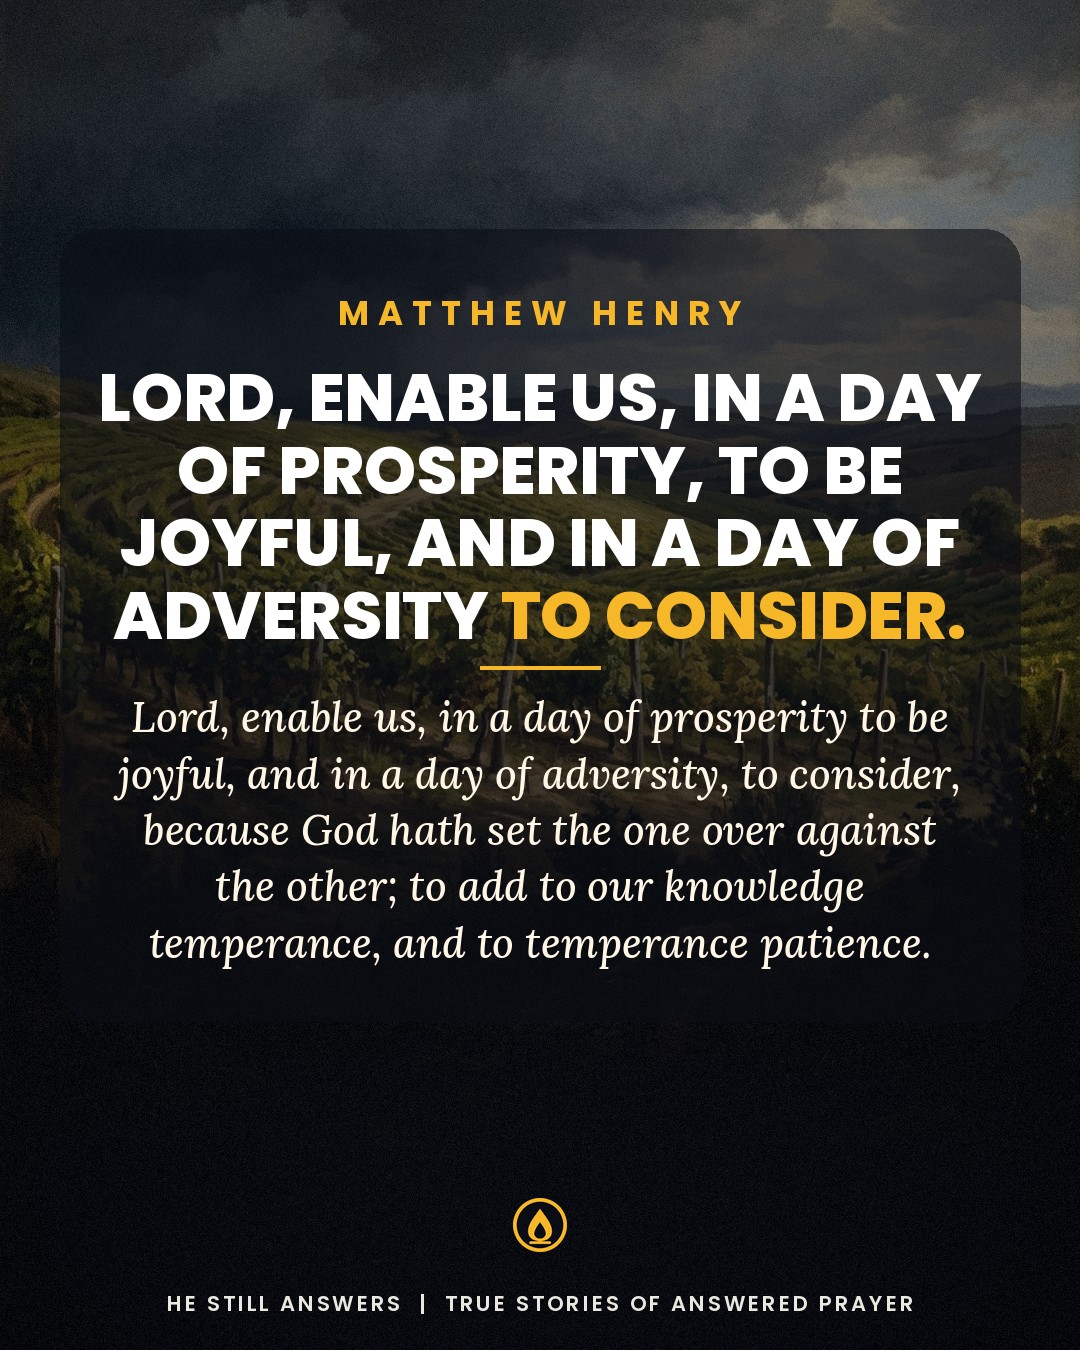 MATTHEW HENRY
LORD, ENABLE US, IN A DAY
OF PROSPERITY, TO BE
JOYFUL, AND IN A DAY OF
ADVERSITY TO CONSIDER.
Lord, enable us, in a day of prosperity to be
joyful, and in a day of adversity, to consider,
because God hath set the one over against
the other; to add to our knowledge
temperance, and to temperance patience.
HE STILL ANSWERS | TRUE STORIES OF ANSWERED PRAYER